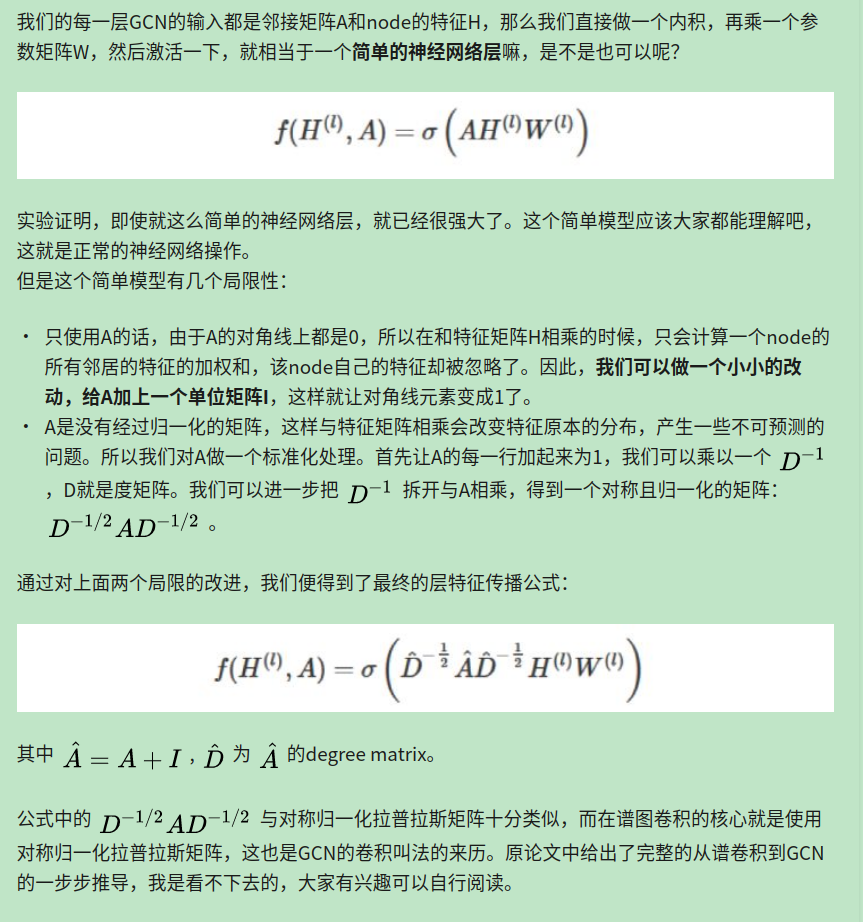 我们的每一层GCN的输入都是邻接矩阵A和node的特征H，那么我们直接做一个内积，再乘一个参
数矩阵W，然后激活一下，就相当于一个简单的神经网络层嘛，是不是也可以呢？
f(H^{(l)}, A) = σ(AH^{(l)}W^{(l)})
实验证明，即使就这么简单的神经网络层，就已经很强大了。这个简单模型应该大家都能理解吧，
这就是正常的神经网络操作。
但是这个简单模型有几个局限性：
• 只使用A的话，由于A的对角线上都是0，所以在和特征矩阵H相乘的时候，只会计算一个node的
所有邻居的特征的加权和，该node自己的特征却被忽略了。因此，我们可以做一个小小的改
动，给A加上一个单位矩阵I，这样就让对角线元素变成1了。
• A是没有经过归一化的矩阵，这样与特征矩阵相乘会改变特征原本的分布，产生一些不可预测的
问题。所以我们对A做一个标准化处理。首先让A的每一行加起来为1，我们可以乘以一个 D^{-1}
，D就是度矩阵。我们可以进一步把 D^{-1} 拆开与A相乘，得到一个对称且归一化的矩阵：
D^{-1/2}AD^{-1/2} 。
通过对上面两个局限的改进，我们便得到了最终的层特征传播公式：
f(H^{(l)}, A) = σ(D̂^{-1/2}ÂD̂^{-1/2}H^{(l)}W^{(l)})
其中 Â = A + I , D̂ 为 Â 的degree matrix。
公式中的 D^{-1/2}AD^{-1/2} 与对称归一化拉普拉斯矩阵十分类似，而在谱图卷积的核心就是使用
对称归一化拉普拉斯矩阵，这也是GCN的卷积叫法的来历。原论文中给出了完整的从谱卷积到GCN
的一步步推导，我是看不下去的，大家有兴趣可以自行阅读。